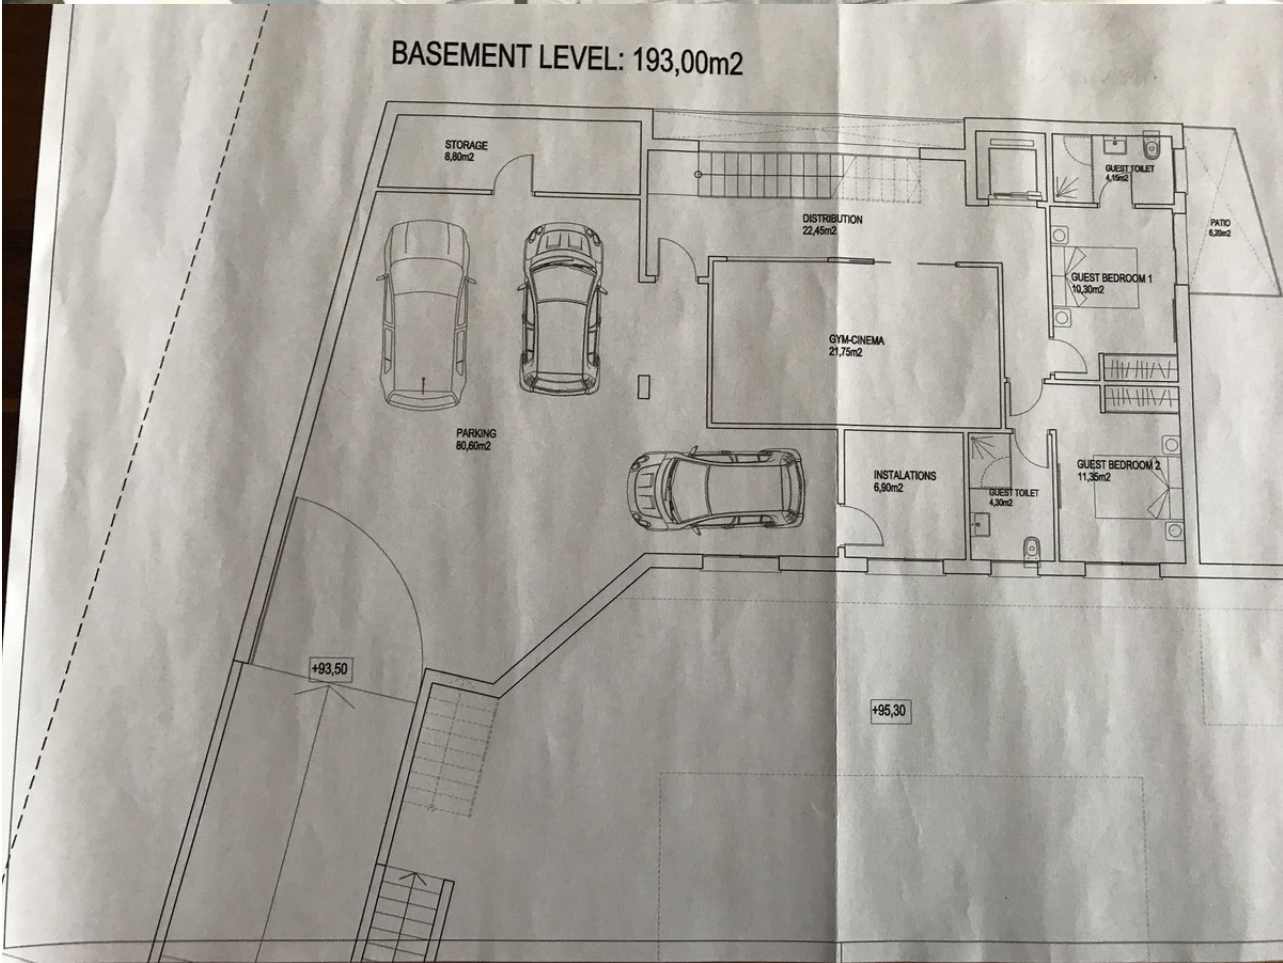 BASEMENT LEVEL: 193,00m2
STORAGE
8,80m2
GUEST TOILET
4,15m2
DISTRIBUTION
22,45m2
PATIO
6,20m2
GUEST BEDROOM 1
10,30m2
GYM-CINEMA
21,75m2
PARKING
80,60m2
INSTALATIONS
6,90m2
GUEST TOILET
4,30m2
GUEST BEDROOM 2
11,35m2
+93,50
+95,30